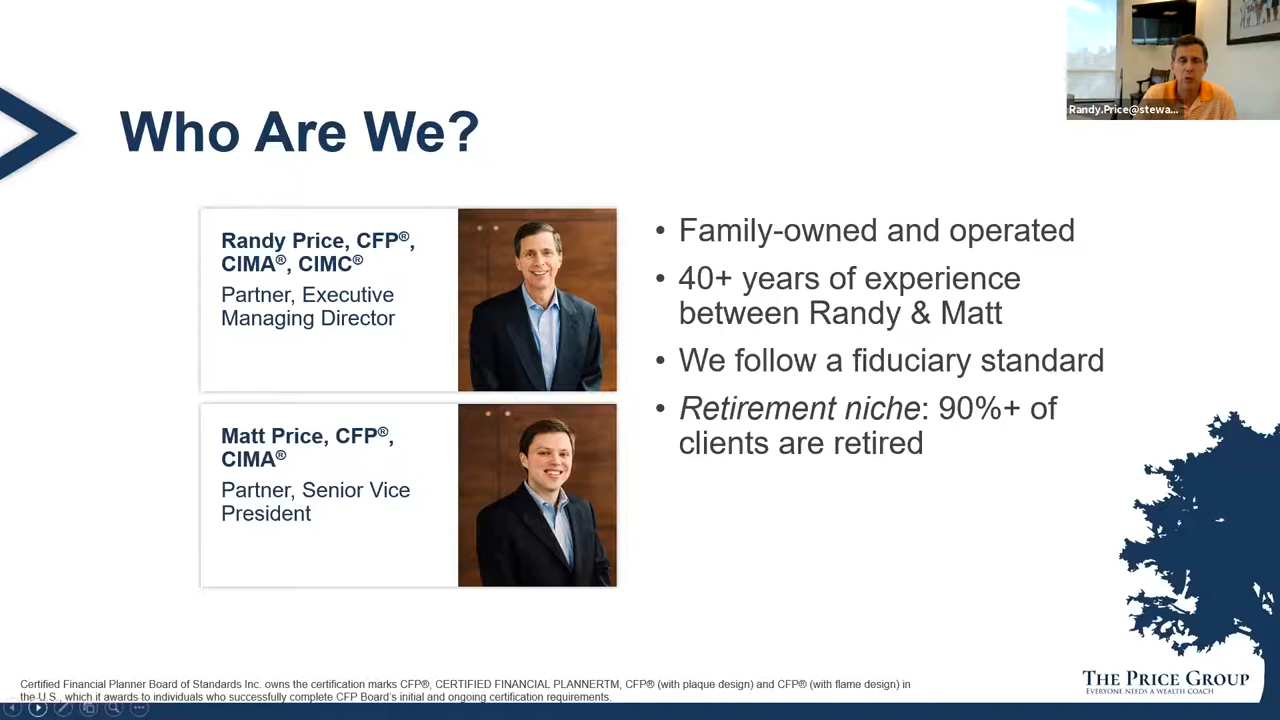 Randy.Price@stewa...
Who Are We?
Randy Price, CFP®,
CIMA®, CIMC®
Partner, Executive
Managing Director
Matt Price, CFP®,
CIMA®
Partner, Senior Vice
President
• Family-owned and operated
• 40+ years of experience
between Randy & Matt
• We follow a fiduciary standard
• Retirement niche: 90%+ of
clients are retired
THE PRICE GROUP
EVERYONE NEEDS A WEALTH COACH
Certified Financial Planner Board of Standards Inc. owns the certification marks CFP®, CERTIFIED FINANCIAL PLANNERTM, CFP® (with plaque design) and CFP® (with flame design) in
the U.S., which it awards to individuals who successfully complete CFP Board's initial and ongoing certification requirements.